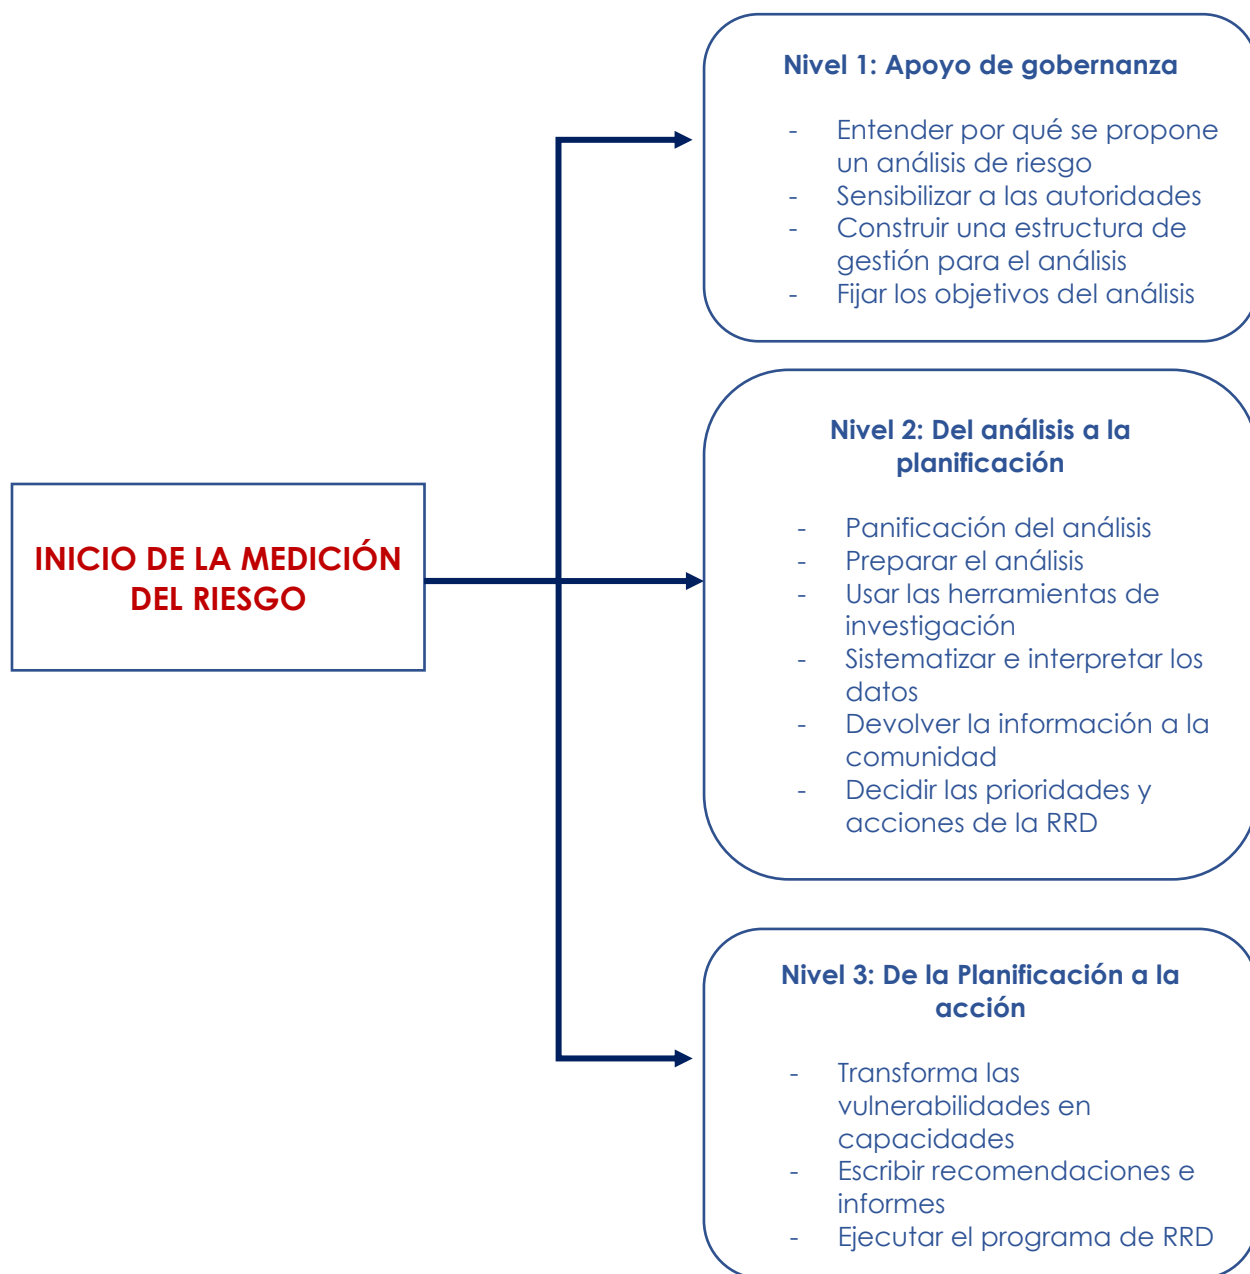 Nivel 1: Apoyo de gobernanza
- Entender por qué se propone
un análisis de riesgo
- Sensibilizar a las autoridades
- Construir una estructura de
gestión para el análisis
- Fijar los objetivos del análisis
INICIO DE LA MEDICIÓN
DEL RIESGO
Nivel 2: Del análisis a la
planificación
- Panificación del análisis
- Preparar el análisis
- Usar las herramientas de
investigación
- Sistematizar e interpretar los
datos
- Devolver la información a la
comunidad
- Decidir las prioridades y
acciones de la RRD
Nivel 3: De la Planificación a la
acción
- Transforma las
vulnerabilidades en
capacidades
- Escribir recomendaciones e
informes
- Ejecutar el programa de RRD